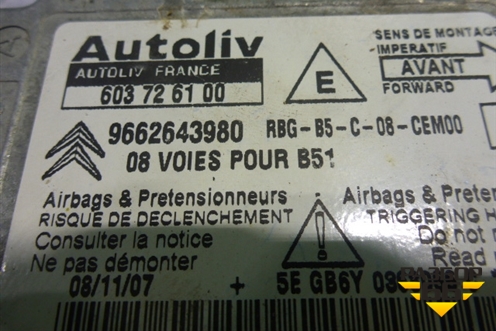 Autoliv
AUTOLIV FRANCE
603 72 61 00
E
SENS DE MONTAGE
IMPERATIF
AVANT
FORWARD
9662643980 RBG-B5-C-08-CEM00
08 VOIES POUR B51
Airbags & Pretensionneurs
RISQUE DE DECLENCHEMENT
Consulter la notice
Ne pas démonter
Airbags & Pretens
TRIGGERING H
Do not
Read
08/11/07 + 5E GB6Y